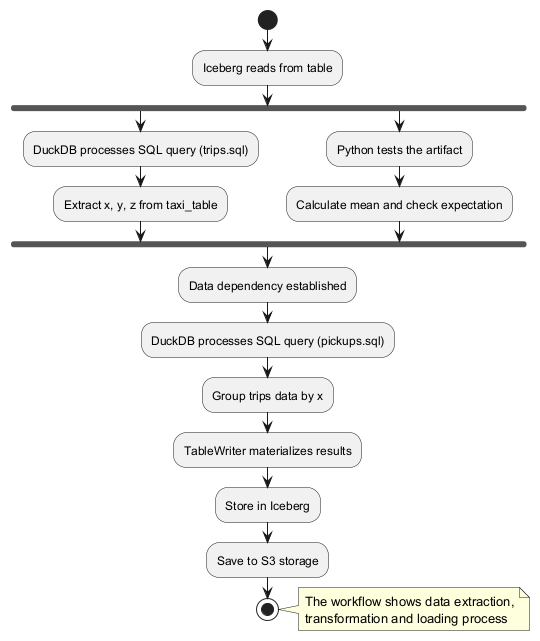 Iceberg reads from table
DuckDB processes SQL query (trips.sql)
Extract x, y, z from taxi_table
Python tests the artifact
Calculate mean and check expectation
Data dependency established
DuckDB processes SQL query (pickups.sql)
Group trips data by x
TableWriter materializes results
Store in Iceberg
Save to S3 storage
The workflow shows data extraction,
transformation and loading process